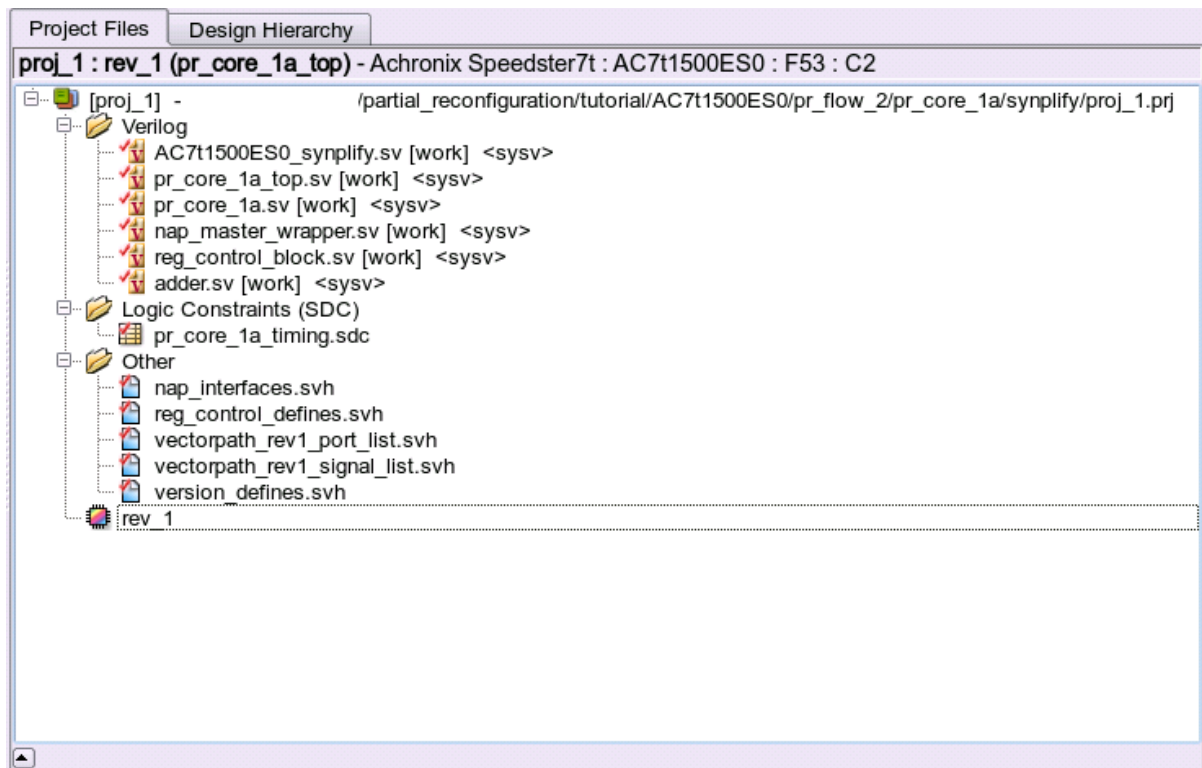 Project Files Design Hierarchy
proj_1 : rev_1 (pr_core_1a_top) - Achronix Speedster7t : AC7t1500ES0 : F53 : C2
[proj_1] - /partial_reconfiguration/tutorial/AC7t1500ES0/pr_flow_2/pr_core_1a/synplify/proj_1.prj
Verilog
AC7t1500ES0_synplify.sv [work] <sysv>
pr_core_1a_top.sv [work] <sysv>
pr_core_1a.sv [work] <sysv>
nap_master_wrapper.sv [work] <sysv>
reg_control_block.sv [work] <sysv>
adder.sv [work] <sysv>
Logic Constraints (SDC)
pr_core_1a_timing.sdc
Other
nap_interfaces.svh
reg_control_defines.svh
vectorpath_rev1_port_list.svh
vectorpath_rev1_signal_list.svh
version_defines.svh
rev_1